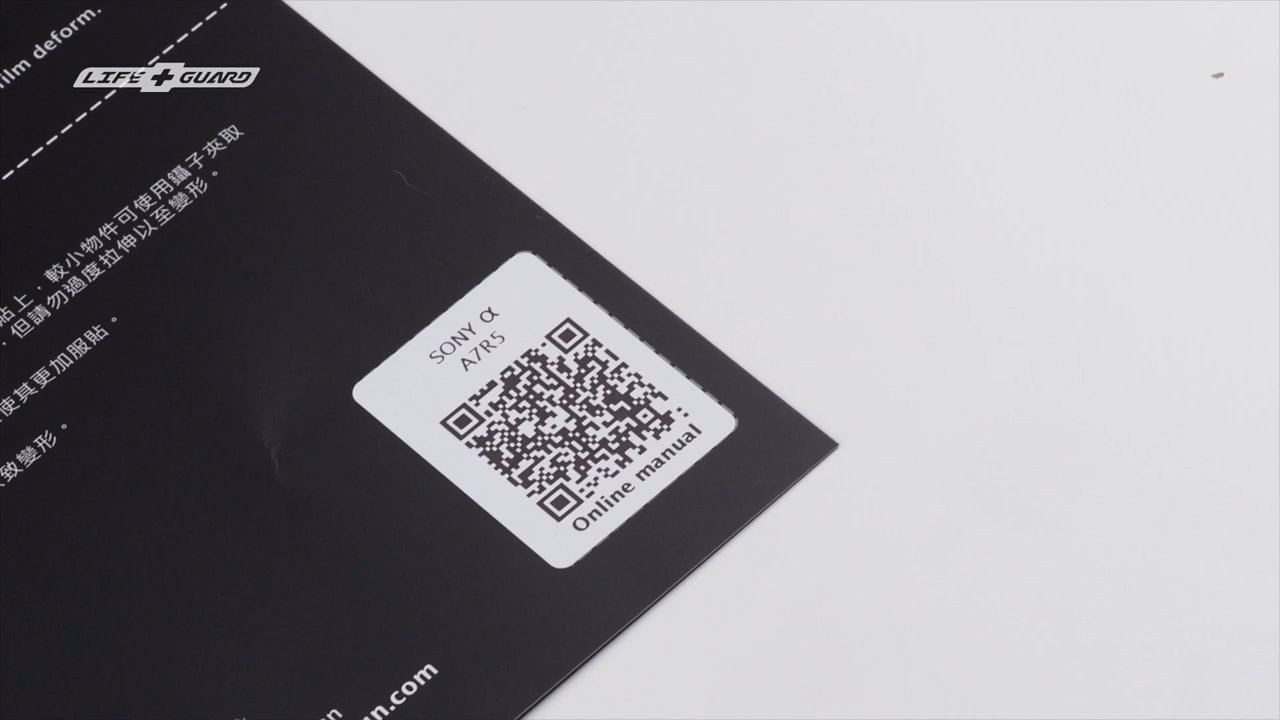 film deform.
LIFE GUARD
貼上，較小物件可使用鑷子夾取
，但請勿過度拉伸以至變形。
使其更加服貼。
致變形。
SONY α
A7R5
Online manual
.com